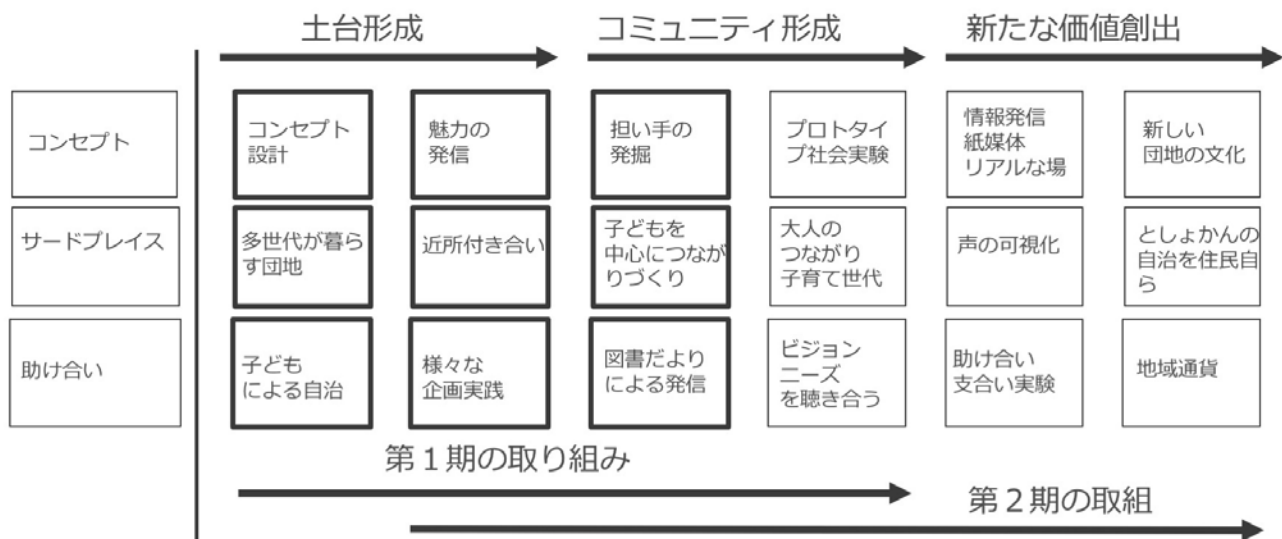 土台形成
コミュニティ形成
新たな価値創出
コンセプト
コンセプト
設計
魅力の
発信
担い手の
発掘
プロトタイ
プ社会実験
情報発信
紙媒体
リアルな場
新しい
団地の文化
サードプレイス
多世代が暮ら
す団地
近所付き合い
子どもを
中心につなが
りづくり
大人の
つながり
子育て世代
声の可視化
としょかんの
自治を住民自
ら
助け合い
子ども
による自治
様々な
企画実践
図書だより
による発信
ビジョン
ニーズ
を聴き合う
助け合い
支合い実験
地域通貨
第１期の取り組み
第２期の取組